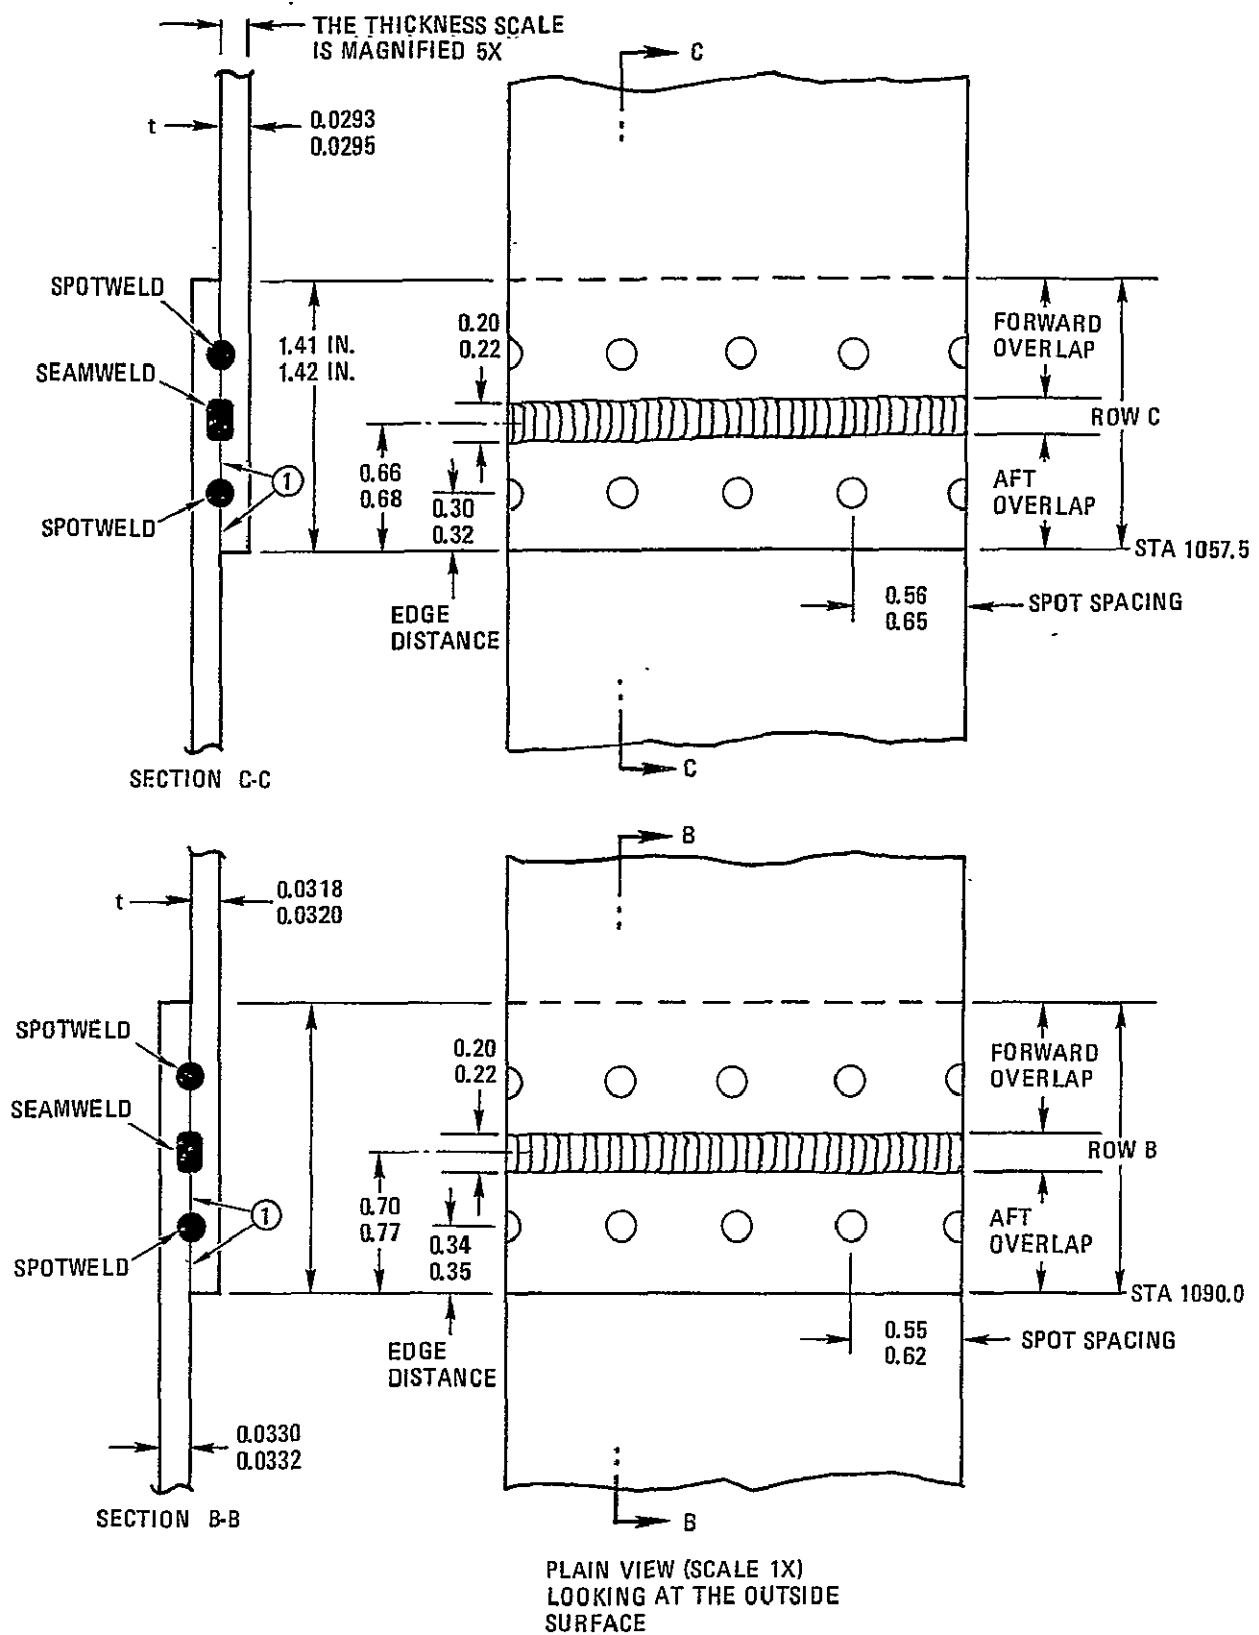 THE THICKNESS SCALE
IS MAGNIFIED 5X
C
t
0.0293
0.0295
SPOTWELD
SEAMWELD
SPOTWELD
1
1.41 IN.
1.42 IN.
0.20
0.22
0.66
0.68
0.30
0.32
EDGE
DISTANCE
FORWARD
OVERLAP
ROW C
AFT
OVERLAP
STA 1057.5
0.56
0.65
SPOT SPACING
C
SECTION C-C
B
t
0.0318
0.0320
SPOTWELD
SEAMWELD
SPOTWELD
1
0.20
0.22
0.70
0.77
0.34
0.35
EDGE
DISTANCE
FORWARD
OVERLAP
ROW B
AFT
OVERLAP
STA 1090.0
0.55
0.62
SPOT SPACING
0.0330
0.0332
SECTION B-B
B
PLAIN VIEW (SCALE 1X)
LOOKING AT THE OUTSIDE
SURFACE